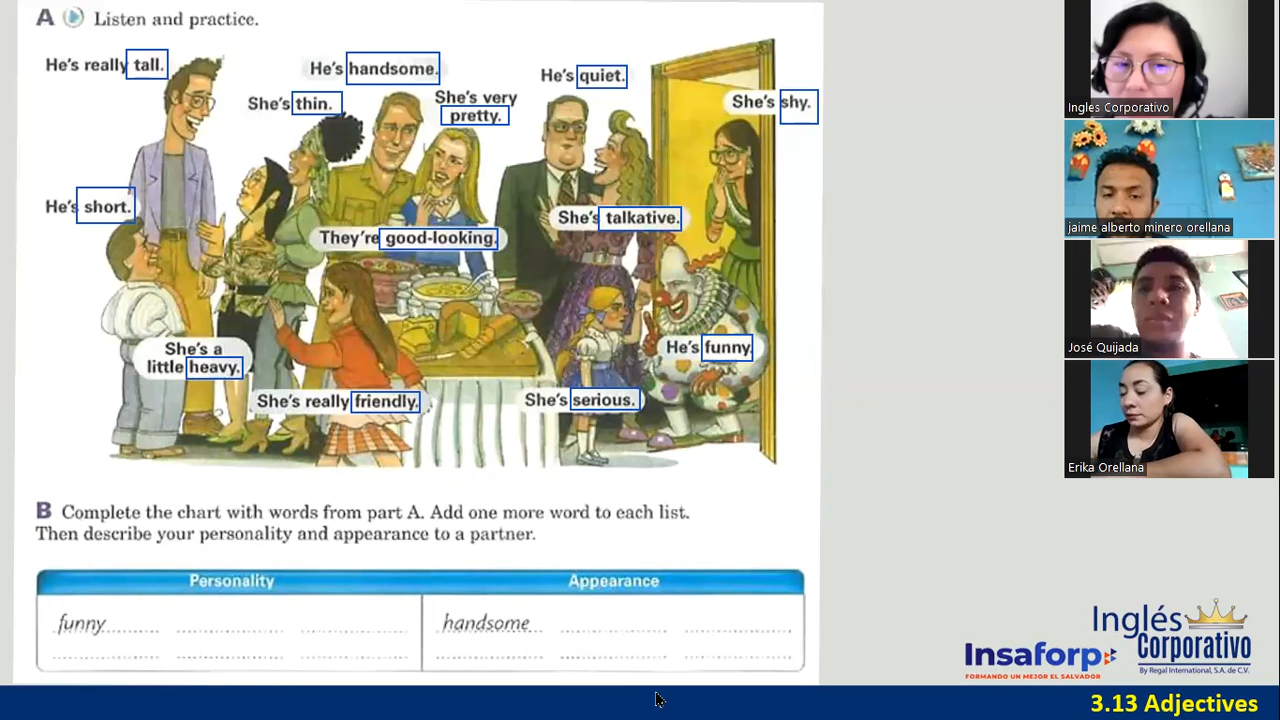 A Listen and practice.
He's really tall.
He's handsome.
He's quiet.
She's thin.
She's very
pretty.
She's shy.
He's short.
She's talkative.
They're good-looking.
She's a
little heavy.
He's funny.
She's really friendly.
She's serious.
B Complete the chart with words from part A. Add one more word to each list.
Then describe your personality and appearance to a partner.
Personality Appearance
funny handsome
Ingles Corporativo
jaime alberto minero orellana
José Quijada
Erika Orellana
Insaforp
FORMANDO UN MEJOR EL SALVADOR
Inglés
Corporativo
By Regal International, S.A. de C.V.
3.13 Adjectives